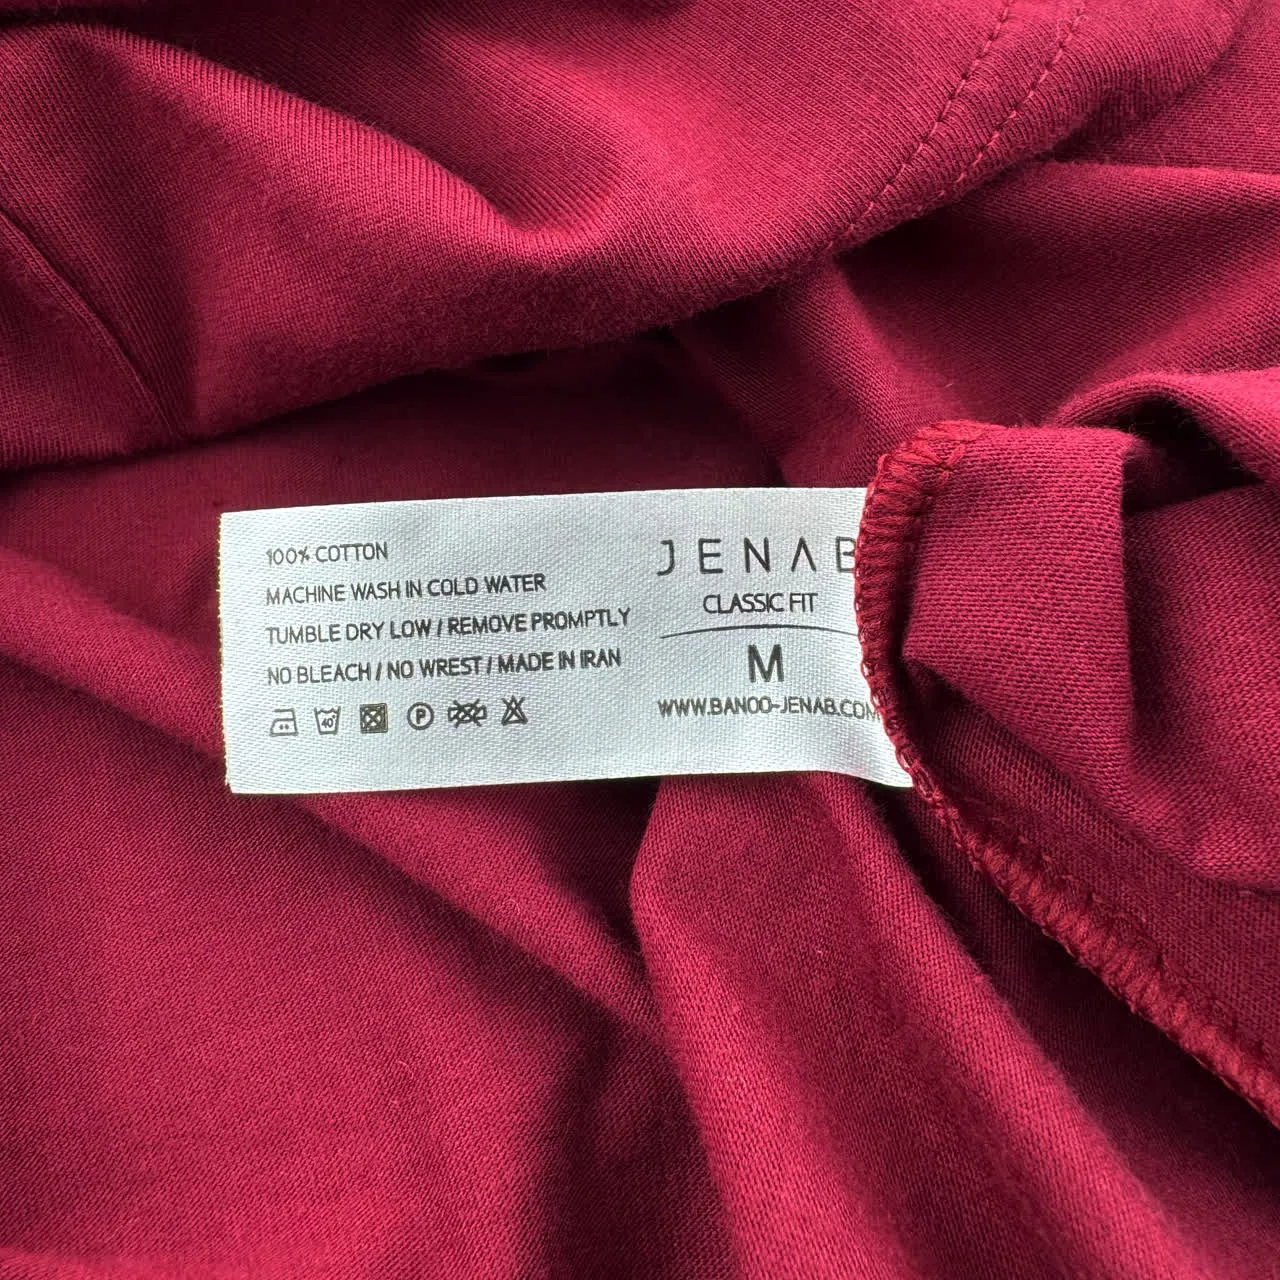 100% COTTON
MACHINE WASH IN COLD WATER
TUMBLE DRY LOW / REMOVE PROMPTLY
NO BLEACH / NO WREST / MADE IN IRAN
40°
P
JENAB
CLASSIC FIT
M
WWW.BANOO-JENAB.COM